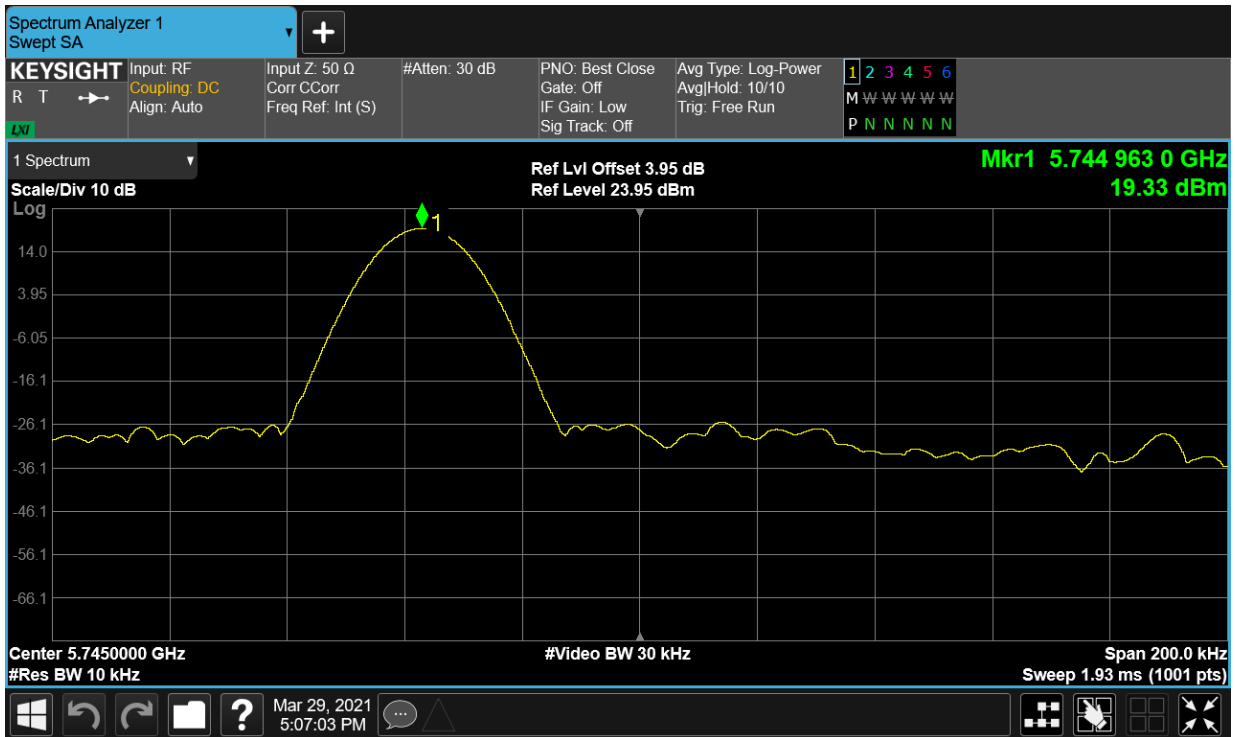 Spectrum Analyzer 1
Swept SA
▼
+
KEYSIGHT
R T
LXI
Input: RF
Coupling: DC
Align: Auto
Input Z: 50 Ω
Corr CCorr
Freq Ref: Int (S)
#Atten: 30 dB
PNO: Best Close
Gate: Off
IF Gain: Low
Sig Track: Off
Avg Type: Log-Power
Avg|Hold: 10/10
Trig: Free Run
1 2 3 4 5 6
M W W W W W
P N N N N N
1 Spectrum ▼
Scale/Div 10 dB
Log
Ref Lvl Offset 3.95 dB
Ref Level 23.95 dBm
Mkr1 5.744 963 0 GHz
19.33 dBm
1
14.0
3.95
-6.05
-16.1
-26.1
-36.1
-46.1
-56.1
-66.1
Center 5.7450000 GHz
#Res BW 10 kHz
#Video BW 30 kHz
Span 200.0 kHz
Sweep 1.93 ms (1001 pts)
?
Mar 29, 2021
5:07:03 PM